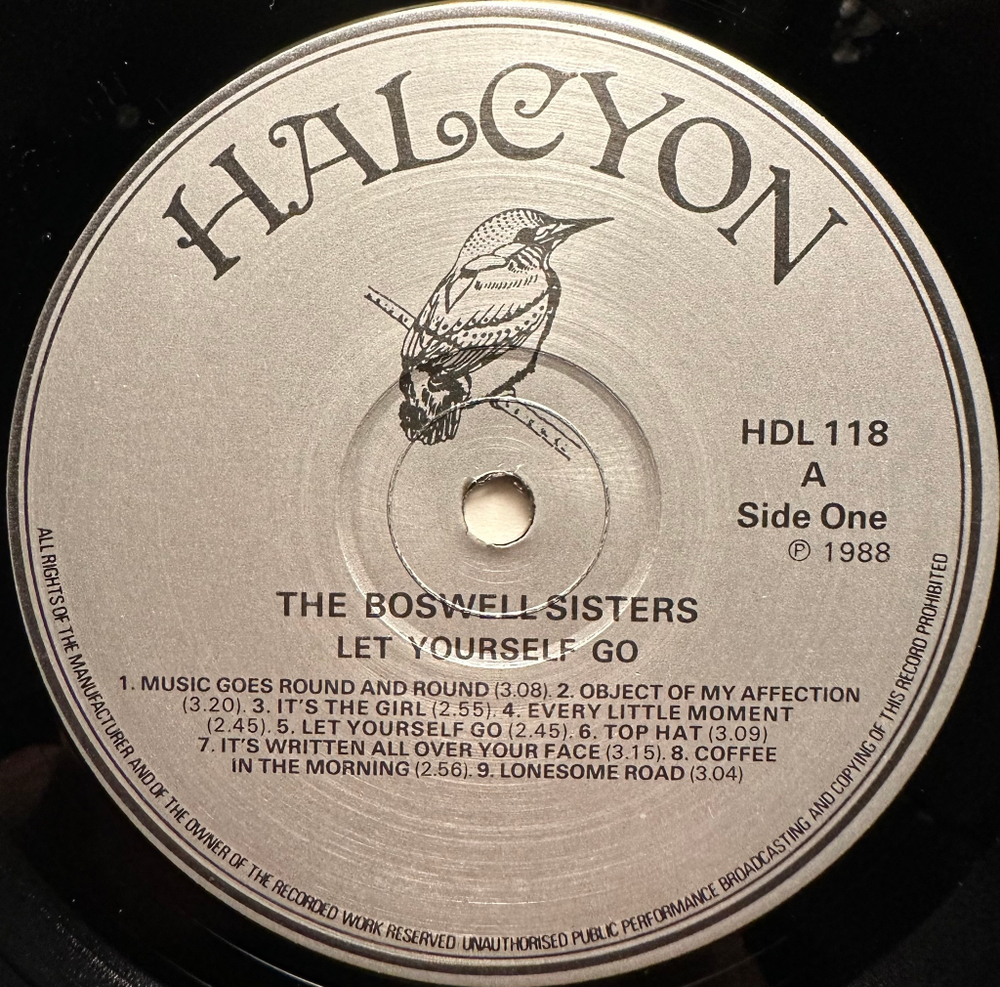 HALCYON
HDL 118
A
Side One
℗ 1988
THE BOSWELL SISTERS
LET YOURSELF GO
1. MUSIC GOES ROUND AND ROUND (3.08). 2. OBJECT OF MY AFFECTION
(3.20). 3. IT'S THE GIRL (2.55). 4. EVERY LITTLE MOMENT
(2.45). 5. LET YOURSELF GO (2.45). 6. TOP HAT (3.09)
7. IT'S WRITTEN ALL OVER YOUR FACE (3.15). 8. COFFEE
IN THE MORNING (2.56). 9. LONESOME ROAD (3.04)
ALL RIGHTS OF THE MANUFACTURER AND OF THE OWNER OF THE RECORDED WORK RESERVED UNAUTHORISED PUBLIC PERFORMANCE BROADCASTING AND COPYING OF THIS RECORD PROHIBITED